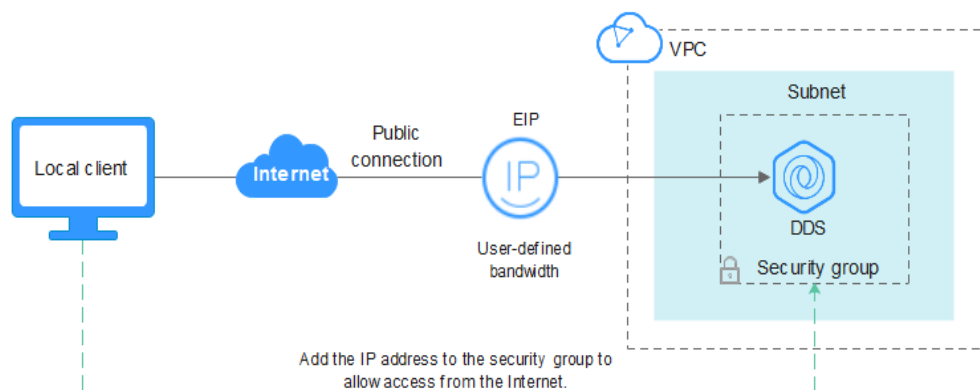 VPC
Subnet
EIP
Public
connection
Local client
Internet
IP
DDS
User-defined
bandwidth
Security group
Add the IP address to the security group to
allow access from the Internet.